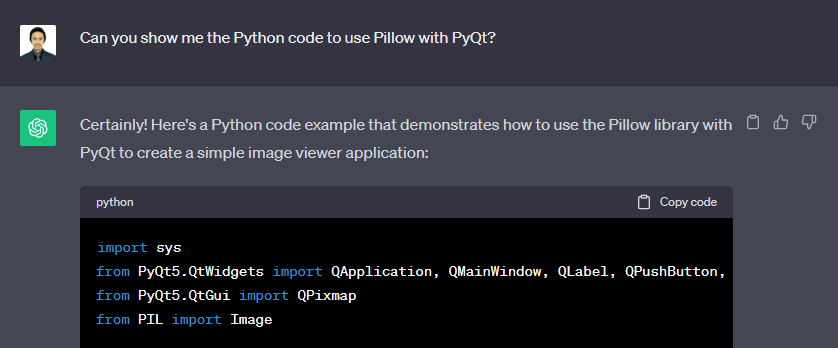 Can you show me the Python code to use Pillow with PyQt?
Certainly! Here's a Python code example that demonstrates how to use the Pillow library with
PyQt to create a simple image viewer application:
python
Copy code
import sys
from PyQt5.QtWidgets import QApplication, QMainWindow, QLabel, QPushButton,
from PyQt5.QtGui import QPixmap
from PIL import Image